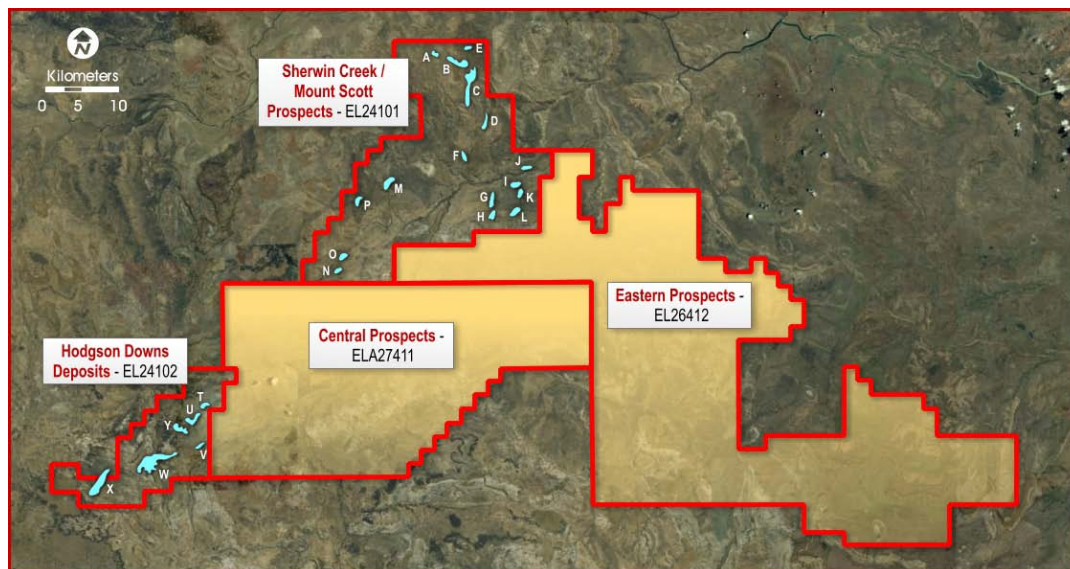 N
Kilometers
0 5 10
Sherwin Creek /
Mount Scott
Prospects - EL24101
A
B
E
C
D
F
J
I
M
G
K
P
H
L
O
N
Eastern Prospects -
EL26412
Central Prospects -
ELA27411
Hodgson Downs
Deposits - EL24102
T
U
Y
V
W
X